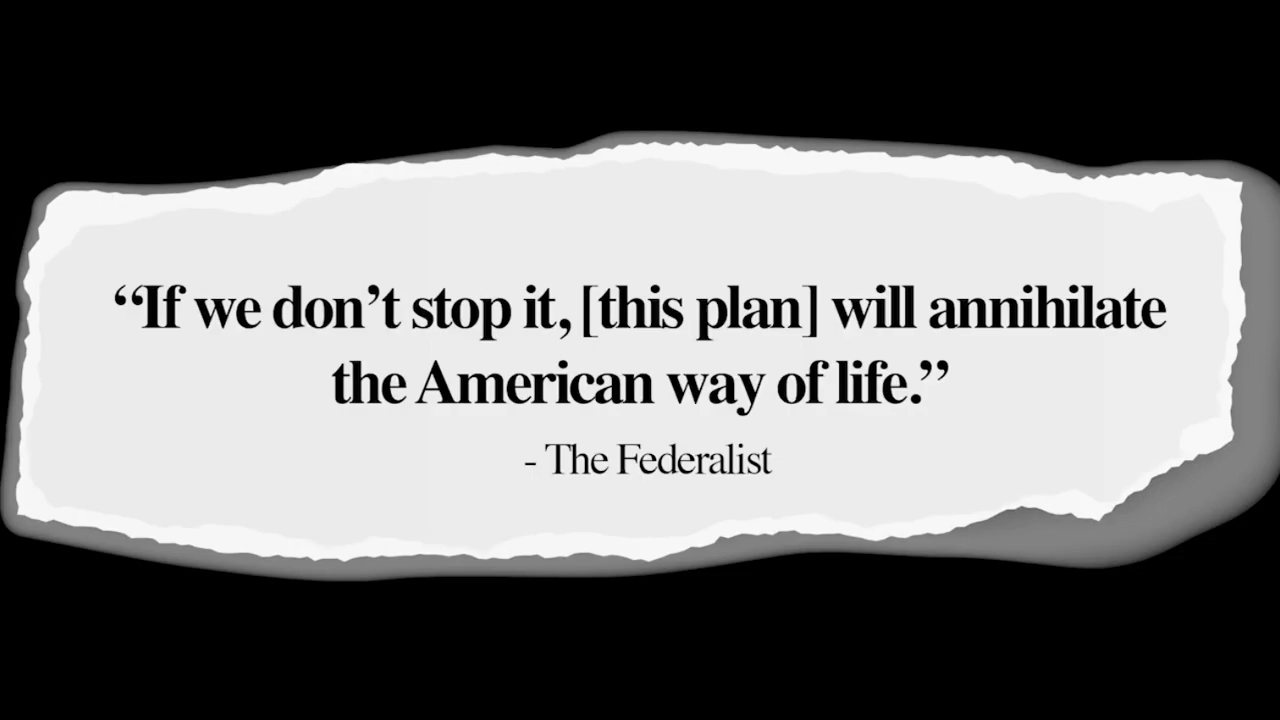 “If we don’t stop it, [this plan] will annihilate
the American way of life.”
- The Federalist